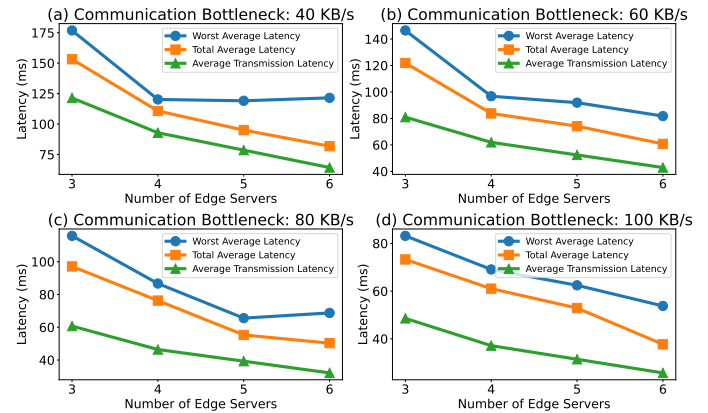 (a) Communication Bottleneck: 40 KB/s
175
150
125
100
75
Latency (ms)
Worst Average Latency
Total Average Latency
Average Transmission Latency
3 4 5 6
Number of Edge Servers
(b) Communication Bottleneck: 60 KB/s
140
120
100
80
60
40
Latency (ms)
Worst Average Latency
Total Average Latency
Average Transmission Latency
3 4 5 6
Number of Edge Servers
(c) Communication Bottleneck: 80 KB/s
100
80
60
40
Latency (ms)
Worst Average Latency
Total Average Latency
Average Transmission Latency
3 4 5 6
Number of Edge Servers
(d) Communication Bottleneck: 100 KB/s
80
60
40
Latency (ms)
Worst Average Latency
Total Average Latency
Average Transmission Latency
3 4 5 6
Number of Edge Servers